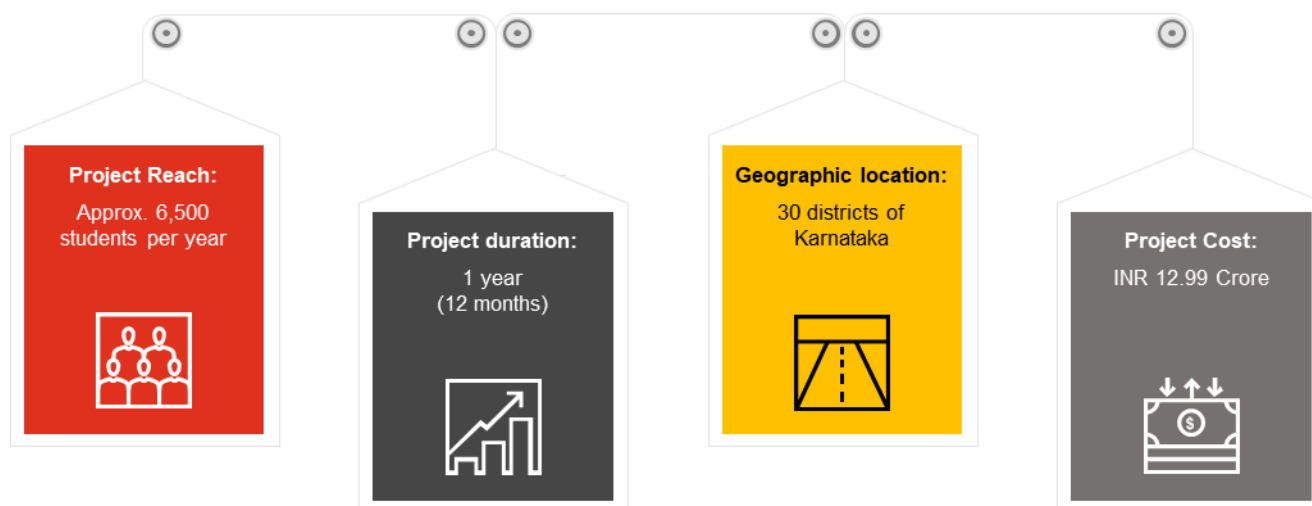 Project Reach:
Approx. 6,500
students per year
Project duration:
1 year
(12 months)
Geographic location:
30 districts of
Karnataka
Project Cost:
INR 12.99 Crore
$